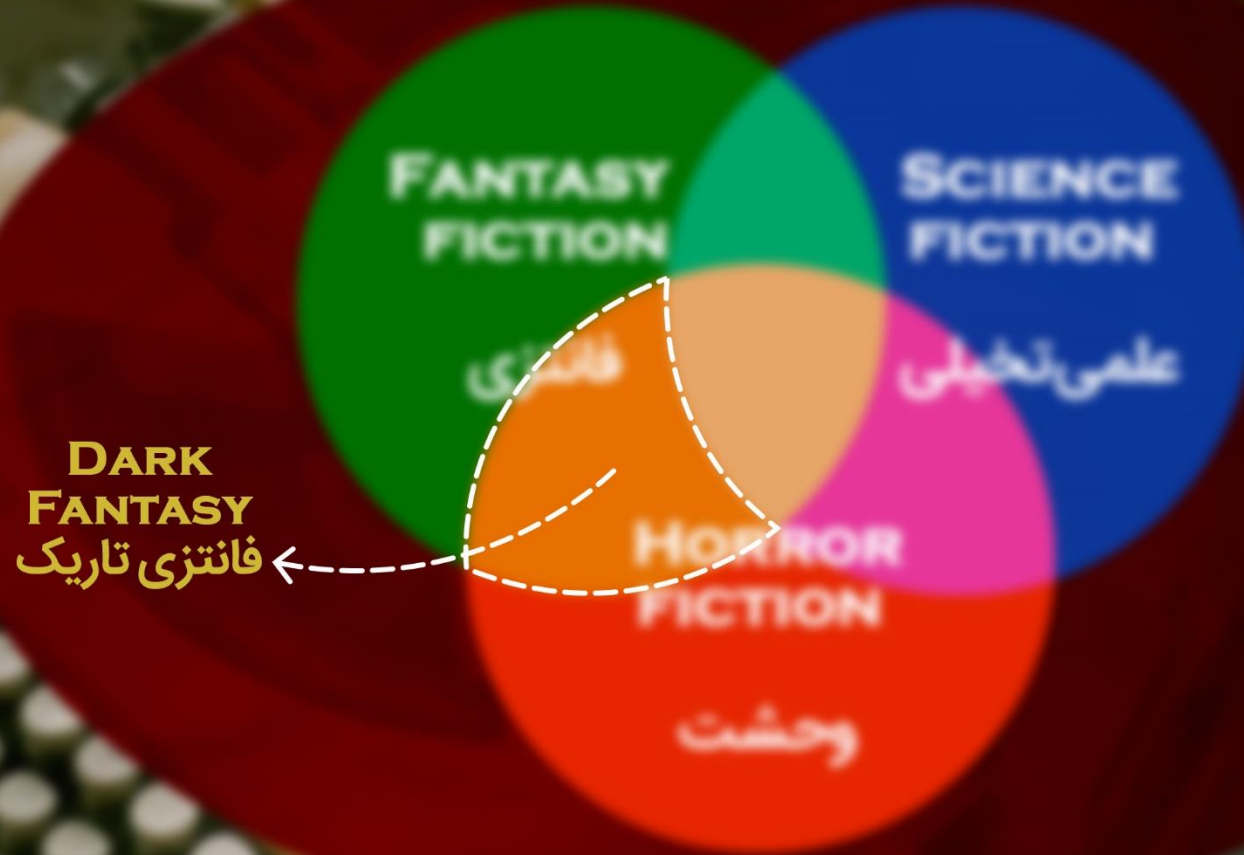 FANTASY
FICTION
فانتزی
SCIENCE
FICTION
علمی‌تخیلی
DARK
FANTASY
فانتزی تاریک
HORROR
FICTION
وحشت